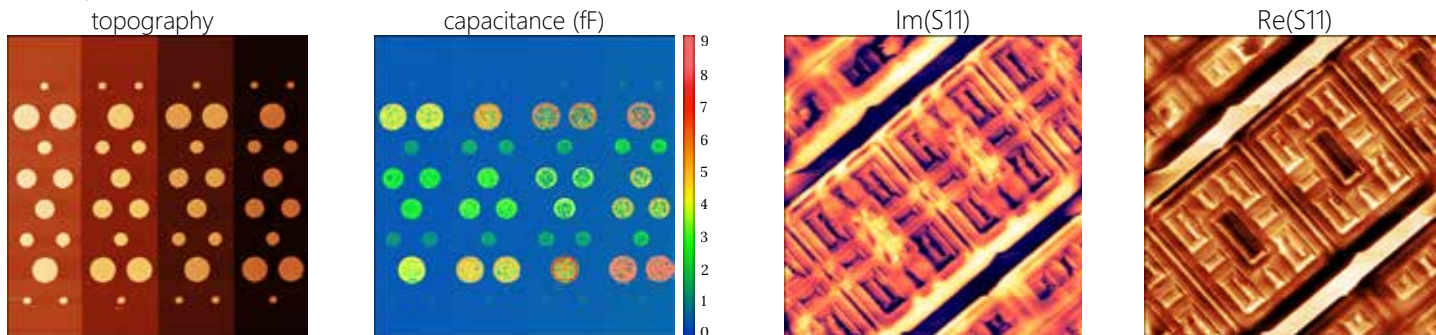 topography
capacitance (fF)
Im(S11)
Re(S11)
9
8
7
6
5
4
3
2
1
0